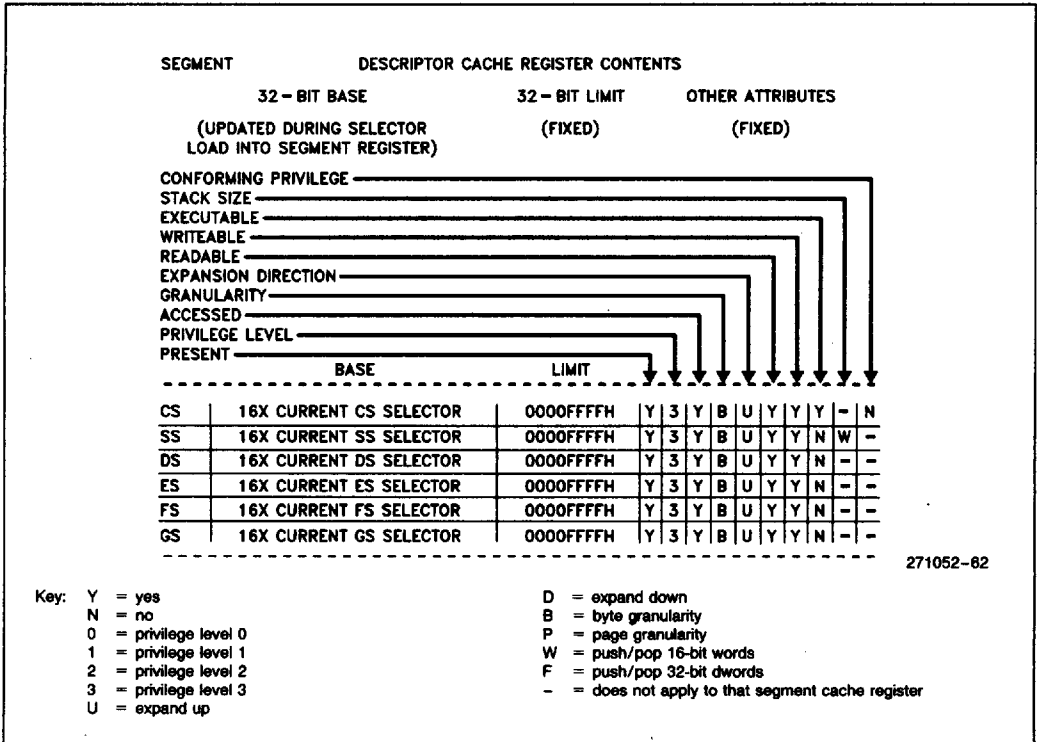 SEGMENT DESCRIPTOR CACHE REGISTER CONTENTS
32 – BIT BASE 32 – BIT LIMIT OTHER ATTRIBUTES
(UPDATED DURING SELECTOR (FIXED) (FIXED)
LOAD INTO SEGMENT REGISTER)
CONFORMING PRIVILEGE
STACK SIZE
EXECUTABLE
WRITEABLE
READABLE
EXPANSION DIRECTION
GRANULARITY
ACCESSED
PRIVILEGE LEVEL
PRESENT
BASE LIMIT
CS | 16X CURRENT CS SELECTOR | 0000FFFFH | Y | 3 | Y | B | U | Y | Y | Y | - | N
SS | 16X CURRENT SS SELECTOR | 0000FFFFH | Y | 3 | Y | B | U | Y | Y | N | W | -
DS | 16X CURRENT DS SELECTOR | 0000FFFFH | Y | 3 | Y | B | U | Y | Y | N | - | -
ES | 16X CURRENT ES SELECTOR | 0000FFFFH | Y | 3 | Y | B | U | Y | Y | N | - | -
FS | 16X CURRENT FS SELECTOR | 0000FFFFH | Y | 3 | Y | B | U | Y | Y | N | - | -
GS | 16X CURRENT GS SELECTOR | 0000FFFFH | Y | 3 | Y | B | U | Y | Y | N | - | -
271052-62
Key: Y = yes
N = no
0 = privilege level 0
1 = privilege level 1
2 = privilege level 2
3 = privilege level 3
U = expand up
D = expand down
B = byte granularity
P = page granularity
W = push/pop 16-bit words
F = push/pop 32-bit dwords
– = does not apply to that segment cache register